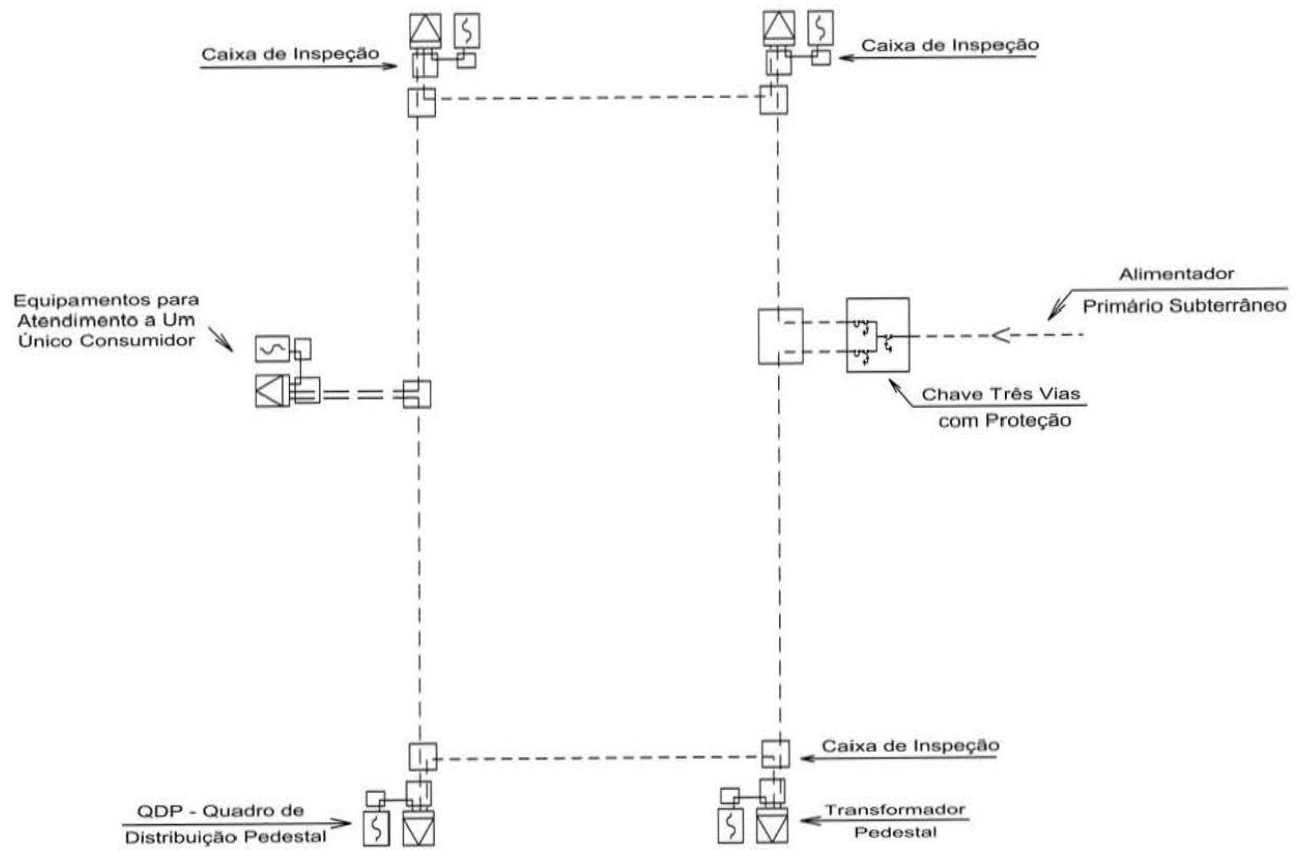 Caixa de Inspeção
Caixa de Inspeção
Equipamentos para
Atendimento a Um
Único Consumidor
Alimentador
Primário Subterrâneo
Chave Três Vias
com Proteção
Caixa de Inspeção
QDP - Quadro de
Distribuição Pedestal
Transformador
Pedestal